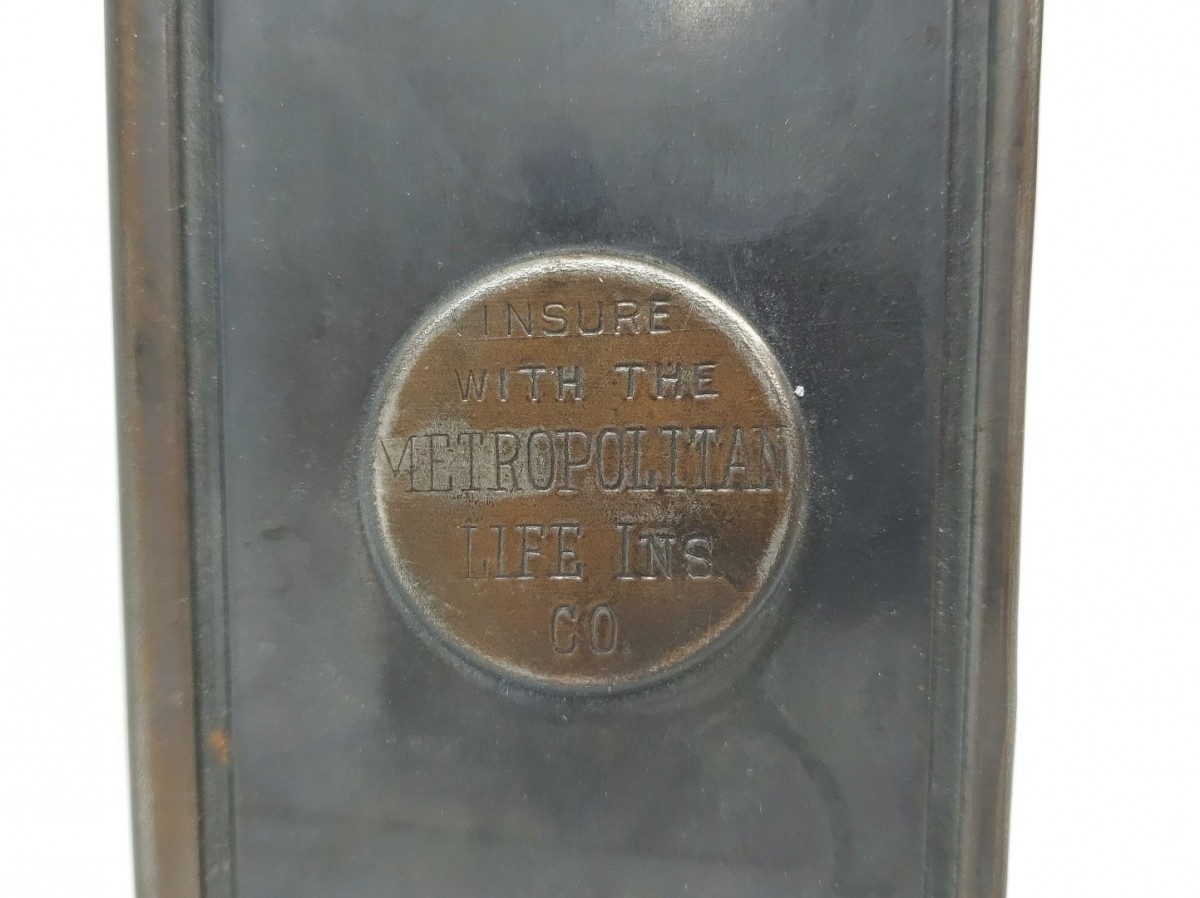 INSURE
WITH THE
METROPOLITAN
LIFE INS.
CO.